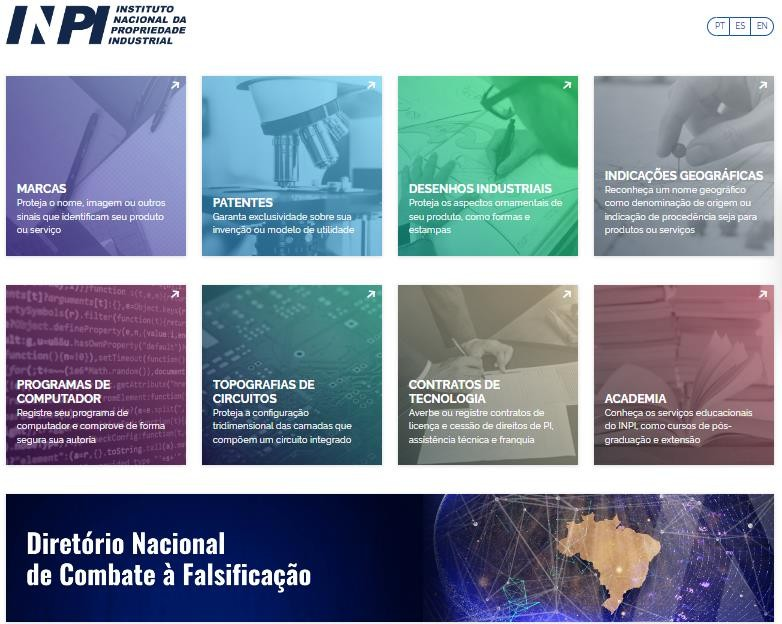 INPI
INSTITUTO
NACIONAL DA
PROPRIEDADE
INDUSTRIAL
PT ES EN
MARCAS
Proteja o nome, imagem ou outros
sinais que identificam seu produto
ou serviço
PATENTES
Garanta exclusividade sobre sua
invenção ou modelo de utilidade
DESENHOS INDUSTRIAIS
Proteja os aspectos ornamentais de
seu produto, como formas e
estampas
INDICAÇÕES GEOGRÁFICAS
Reconheça um nome geográfico
como denominação de origem ou
indicação de procedência seja para
produtos ou serviços
PROGRAMAS DE
COMPUTADOR
Registre seu programa de
computador e comprove de forma
segura sua autoria
TOPOGRAFIAS DE
CIRCUITOS
Proteja a configuração
tridimensional das camadas que
compõem um circuito integrado
CONTRATOS DE
TECNOLOGIA
Averbe ou registre contratos de
licença e cessão de direitos de PI,
assistência técnica e franquia
ACADEMIA
Conheça os serviços educacionais
do INPI, como cursos de pós-
graduação e extensão
Diretório Nacional
de Combate à Falsificação